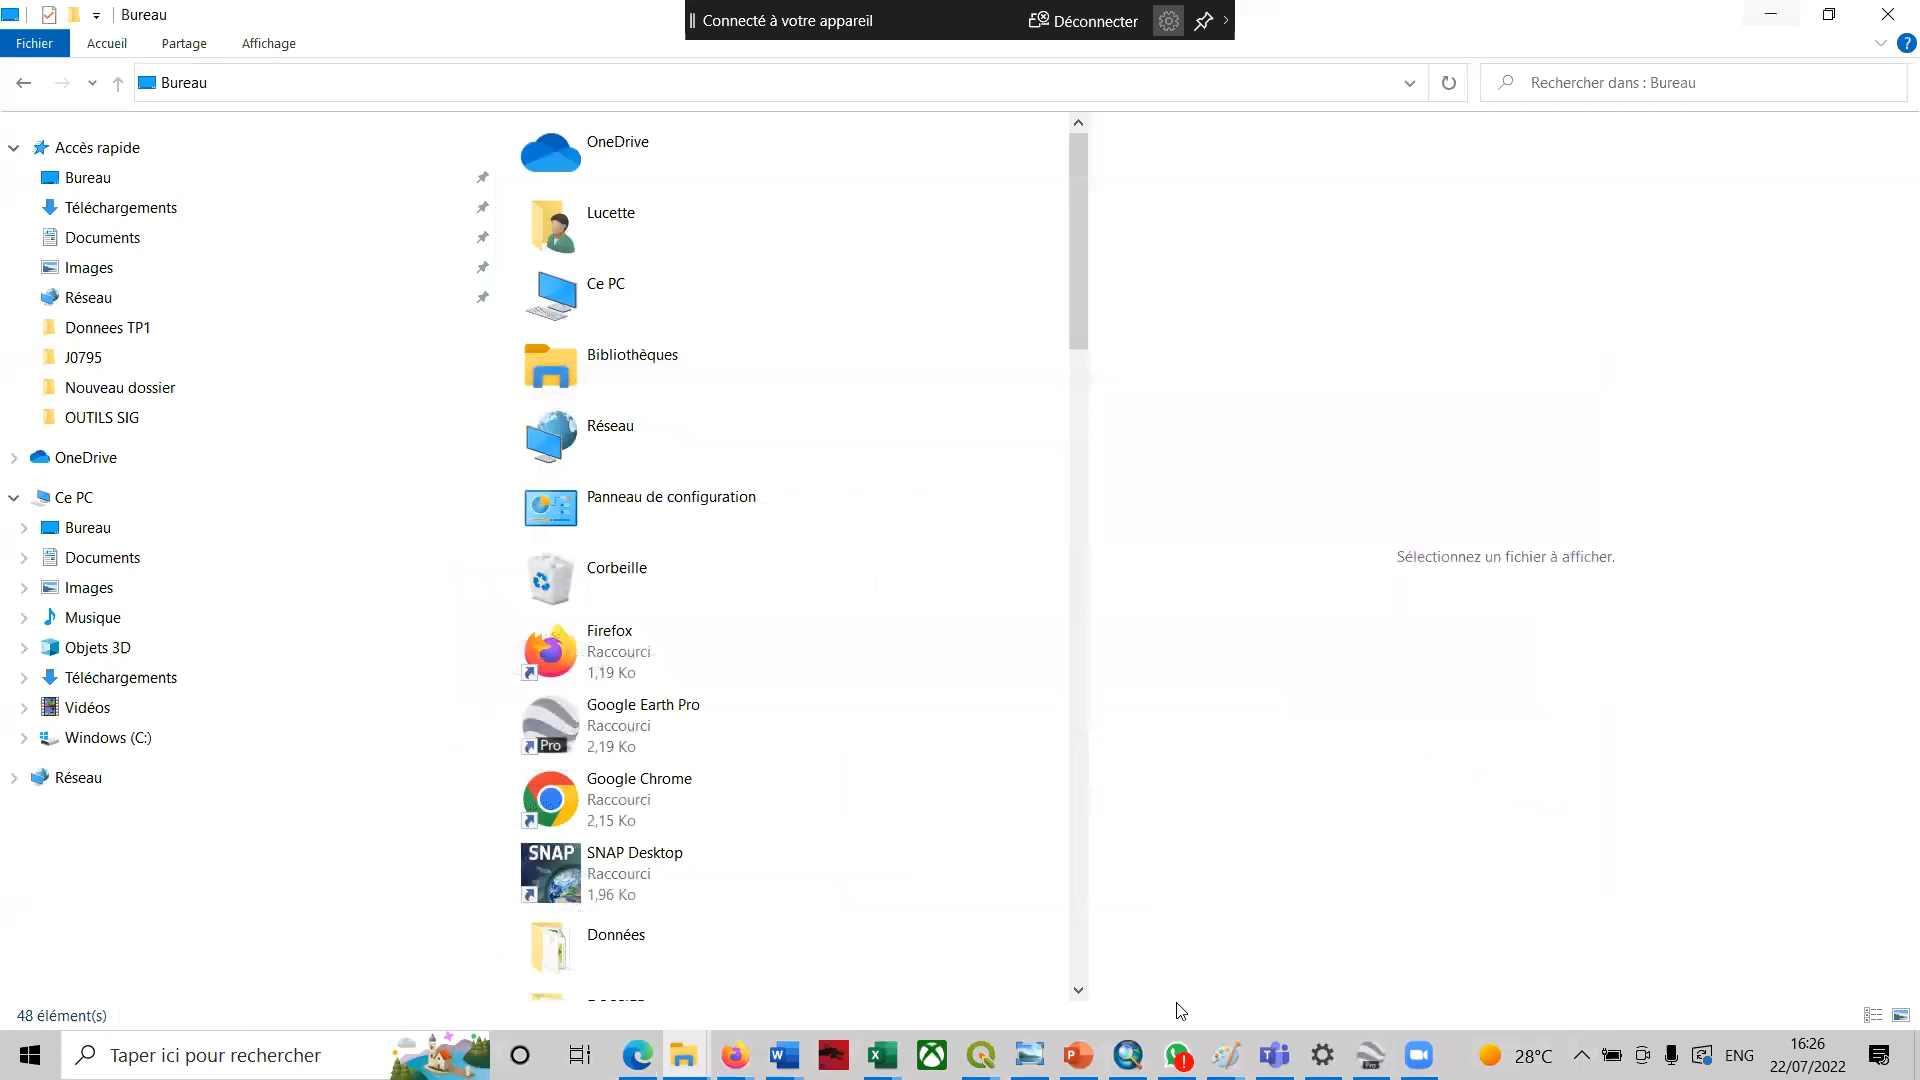 Bureau
Connecté à votre appareil
Déconnecter
Fichier
Accueil
Partage
Affichage
Bureau
Rechercher dans : Bureau
Accès rapide
Bureau
Téléchargements
Documents
Images
Réseau
Donnees TP1
J0795
Nouveau dossier
OUTILS SIG
OneDrive
Ce PC
Bureau
Documents
Images
Musique
Objets 3D
Téléchargements
Vidéos
Windows (C:)
Réseau
OneDrive
Lucette
Ce PC
Bibliothèques
Réseau
Panneau de configuration
Corbeille
Firefox
Raccourci
1,19 Ko
Google Earth Pro
Raccourci
2,19 Ko
Pro
Google Chrome
Raccourci
2,15 Ko
SNAP
SNAP Desktop
Raccourci
1,96 Ko
Données
Sélectionnez un fichier à afficher.
48 élément(s)
Taper ici pour rechercher
28°C
ENG
16:26
22/07/2022